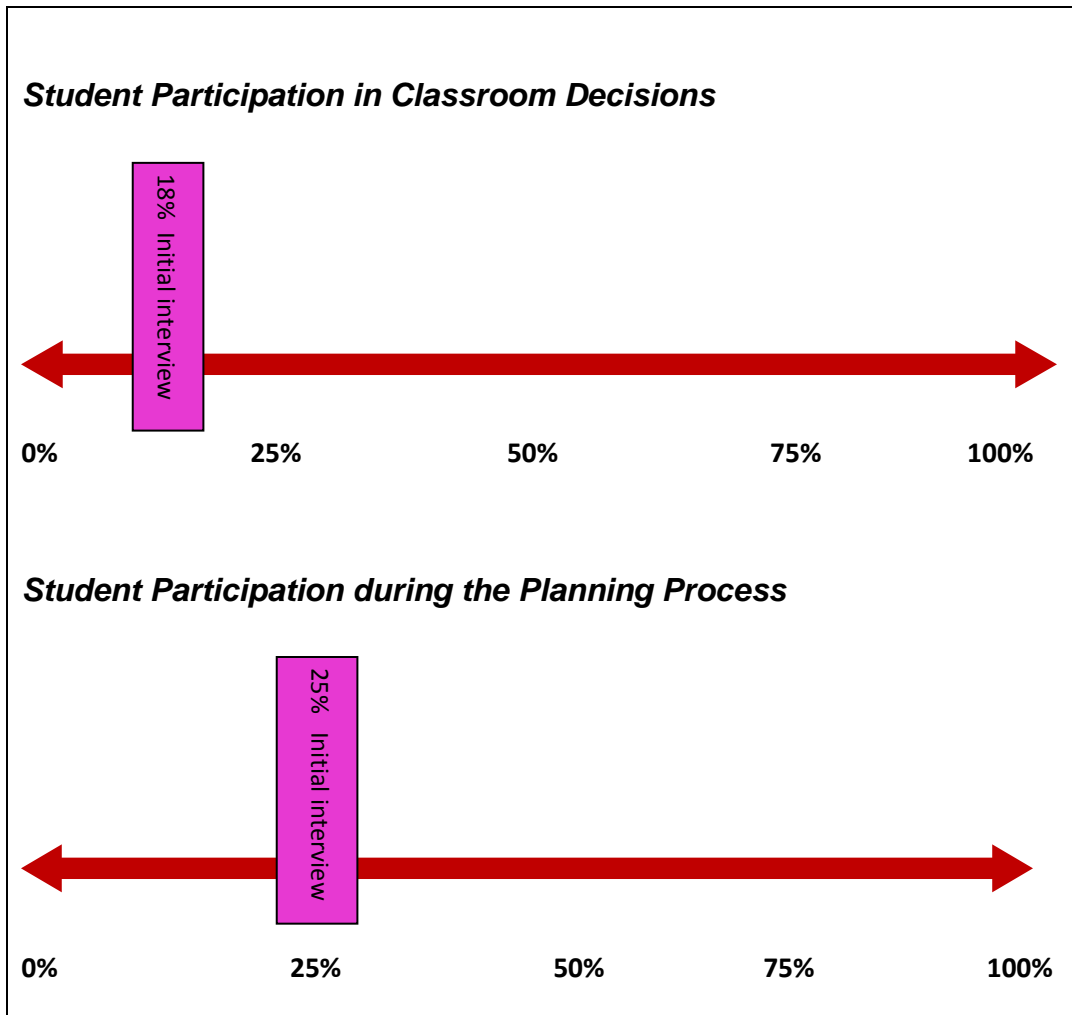 Student Participation in Classroom Decisions
18% Initial interview
0% 25% 50% 75% 100%
Student Participation during the Planning Process
25% Initial interview
0% 25% 50% 75% 100%